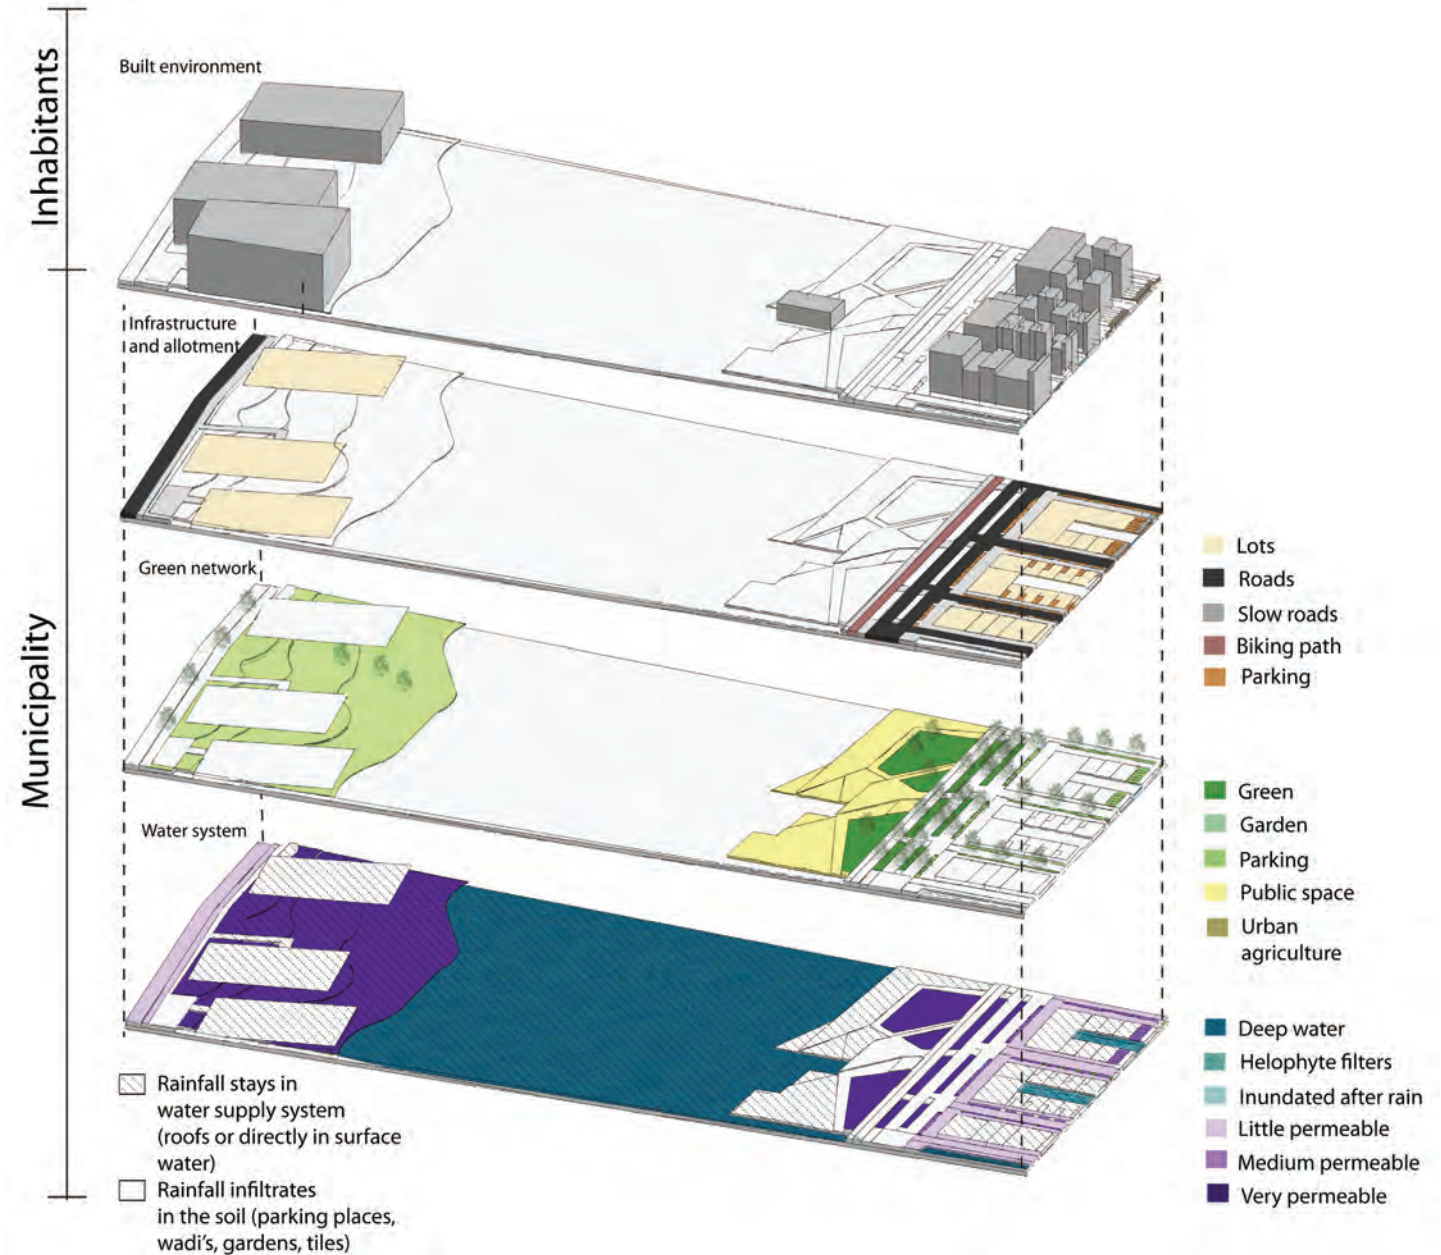 Inhabitants
Municipality
Built environment
Infrastructure
and allotment
Green network
Water system
Rainfall stays in
water supply system
(roofs or directly in surface
water)
Rainfall infiltrates
in the soil (parking places,
wadi's, gardens, tiles)
Lots
Roads
Slow roads
Biking path
Parking
Green
Garden
Parking
Public space
Urban
agriculture
Deep water
Helophyte filters
Inundated after rain
Little permeable
Medium permeable
Very permeable